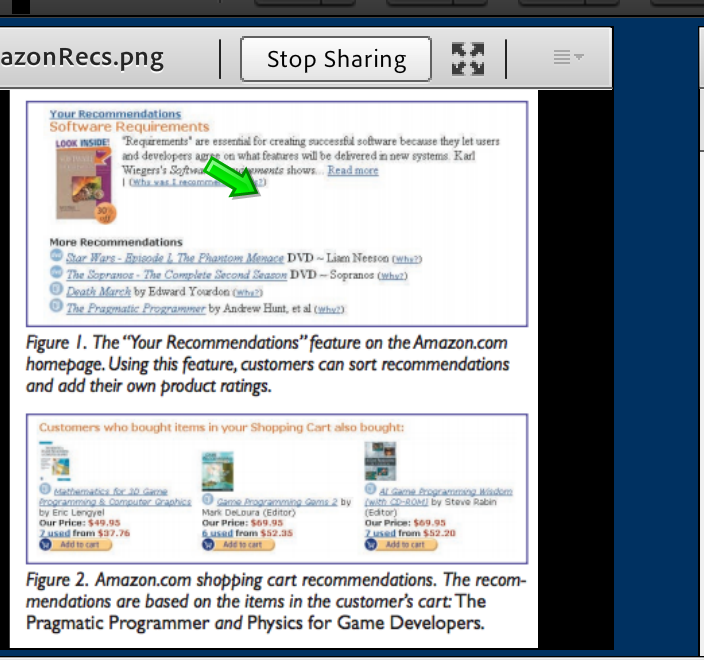 azonRecs.png
Stop Sharing
Your Recommendations
Software Requirements
LOOK INSIDE!
"Requirements" are essential for creating successful software because they let users
and developers agree on what features will be delivered in new systems. Karl
Wiegers's Software Requirements shows... Read more
(Why was I recommended this?)
30%
off
More Recommendations
Star Wars - Episode I, The Phantom Menace DVD ~ Liam Neeson (Why?)
The Sopranos - The Complete Second Season DVD ~ Sopranos (Why?)
Death March by Edward Yourdon (Why?)
The Pragmatic Programmer by Andrew Hunt, et al (Why?)
Figure 1. The “Your Recommendations” feature on the Amazon.com
homepage. Using this feature, customers can sort recommendations
and add their own product ratings.
Customers who bought items in your Shopping Cart also bought:
Mathematics for 3D Game
Programming & Computer Graphics
by Eric Lengyel
Our Price: $49.95
7 used from $37.76
Add to cart
Game Programming Gems 2 by
Mark DeLoura (Editor)
Our Price: $69.95
6 used from $52.35
Add to cart
AI Game Programming Wisdom
(with CD-ROM) by Steve Rabin
(Editor)
Our Price: $69.95
7 used from $52.20
Add to cart
Figure 2. Amazon.com shopping cart recommendations. The recom-
mendations are based on the items in the customer’s cart: The
Pragmatic Programmer and Physics for Game Developers.